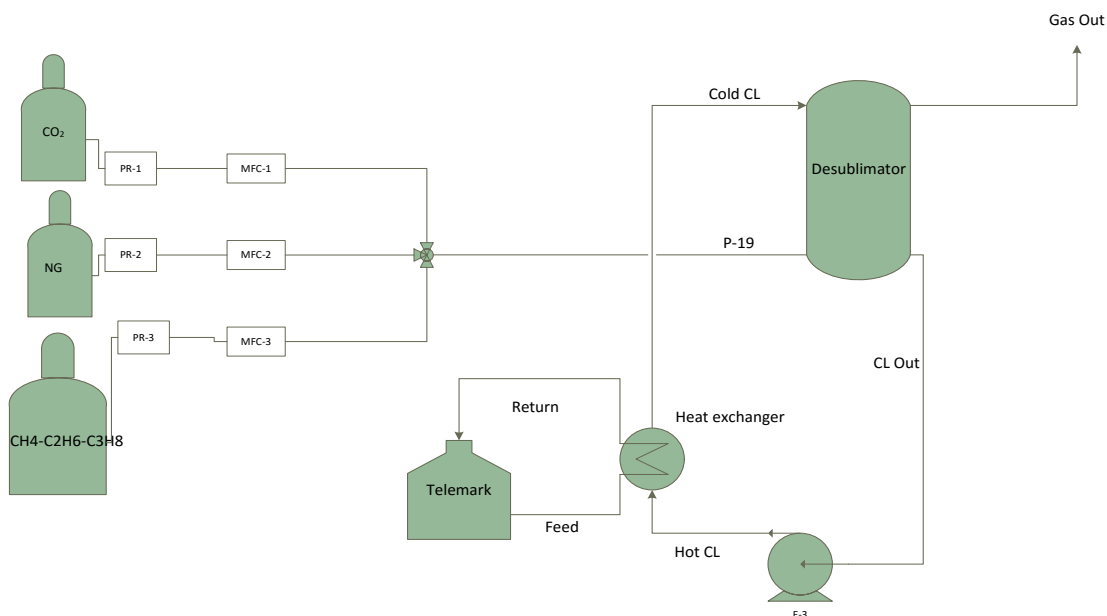 Gas Out
Cold CL
CO₂
PR-1
MFC-1
Desublimator
P-19
NG
PR-2
MFC-2
PR-3
MFC-3
CL Out
CH4-C2H6-C3H8
Return
Heat exchanger
Telemark
Feed
Hot CL